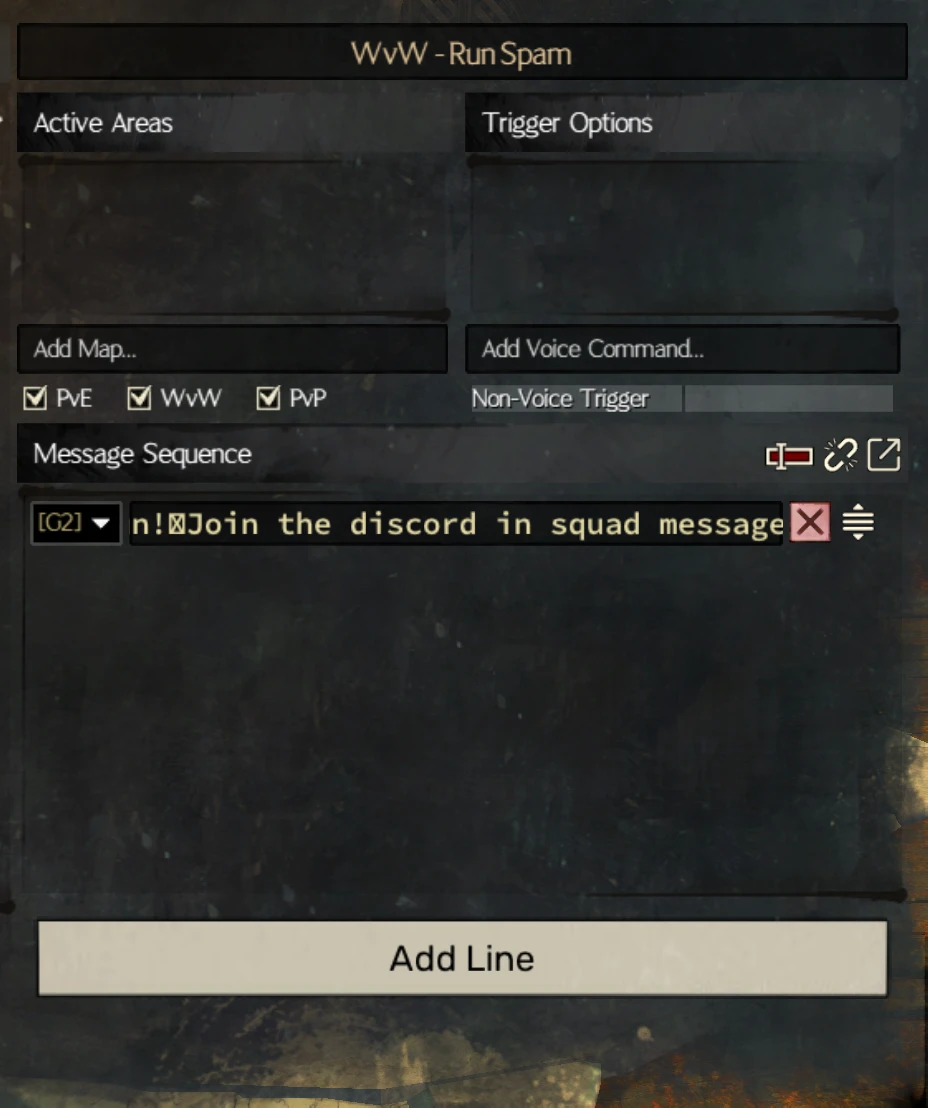 WvW - Run Spam
Active Areas
Trigger Options
Add Map...
Add Voice Command...
PvE WvW PvP
Non-Voice Trigger
Message Sequence
[G2] n!Join the discord in squad message
Add Line